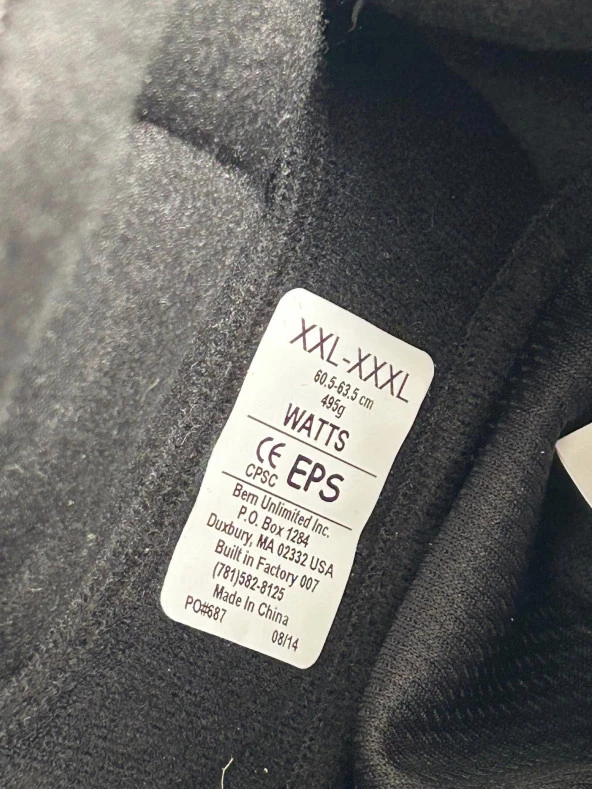 XXL-XXXL
60.5-63.5 cm
495g
WATTS
CE EPS
CPSC
Bern Unlimited Inc.
P.O. Box 1284
Duxbury, MA 02332 USA
Built in Factory 007
(781)582-8125
Made In China
PO#687 08/14